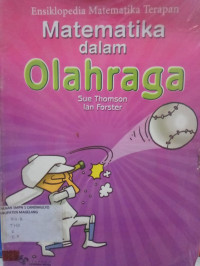 Ensiklopedia Matematika Terapan
Matematika
dalam
Olahraga
Sue Thomson
Ian Forster